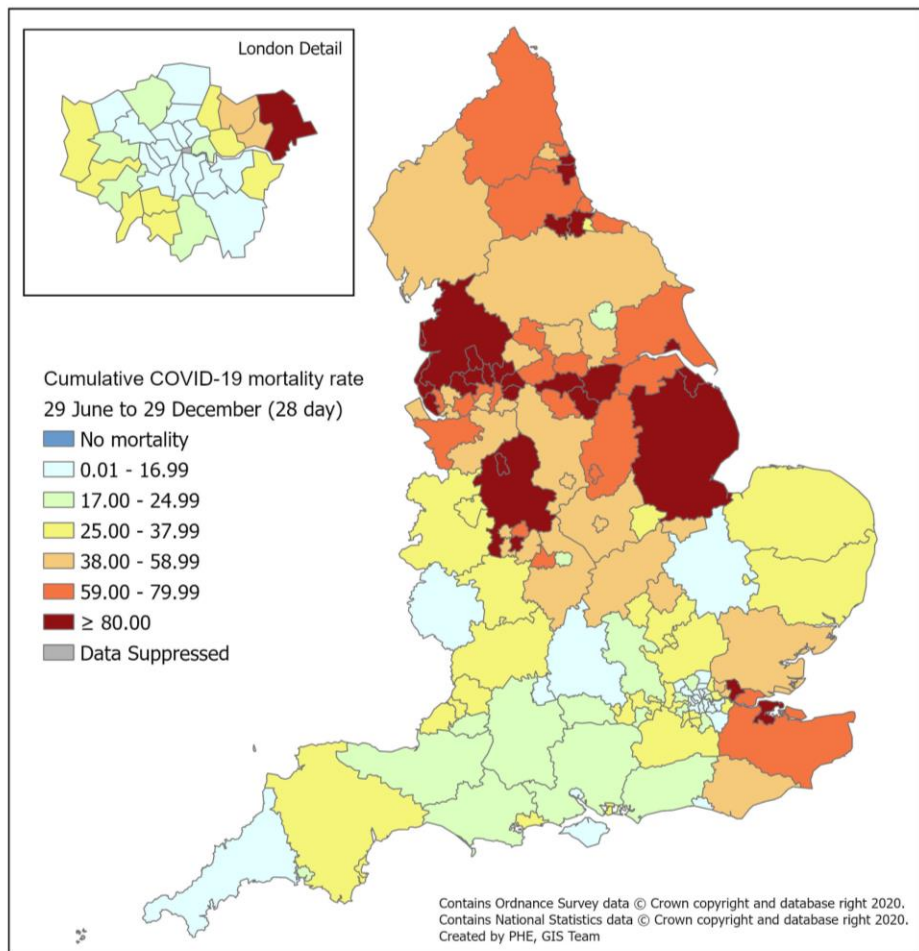 London Detail
Cumulative COVID-19 mortality rate
29 June to 29 December (28 day)
No mortality
0.01 - 16.99
17.00 - 24.99
25.00 - 37.99
38.00 - 58.99
59.00 - 79.99
≥ 80.00
Data Suppressed
Contains Ordnance Survey data © Crown copyright and database right 2020.
Contains National Statistics data © Crown copyright and database right 2020.
Created by PHE, GIS Team